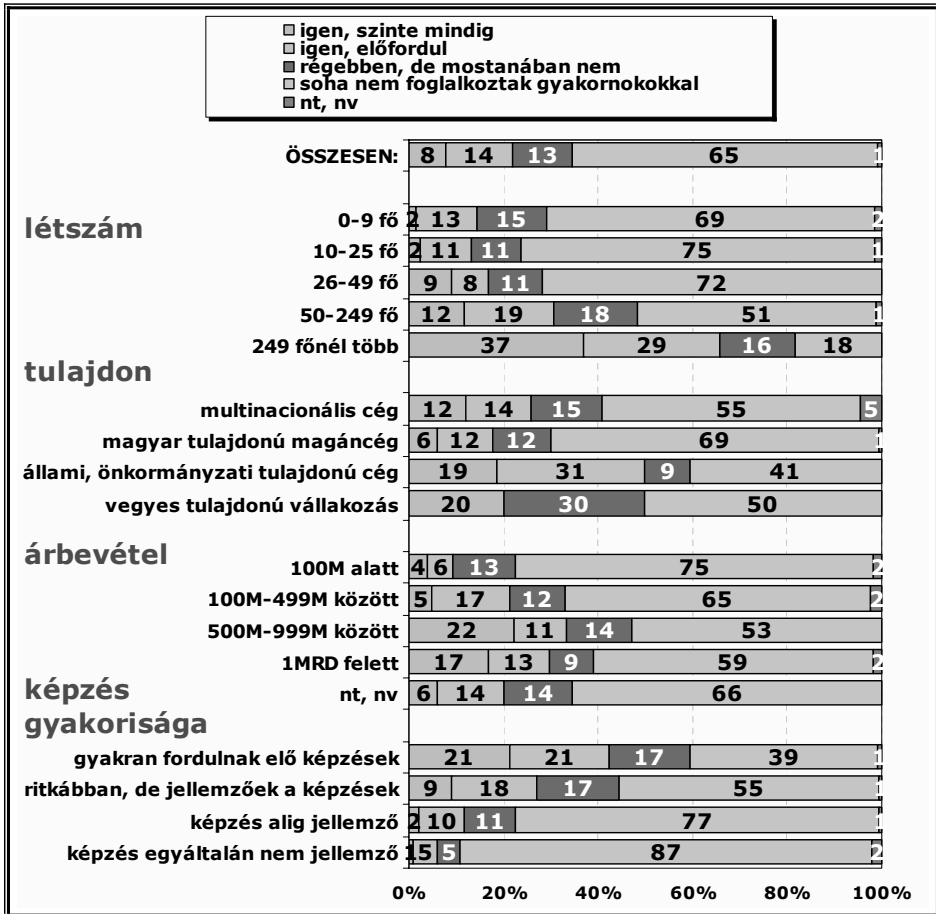 igen, szinte mindig
igen, előfordul
régebben, de mostanában nem
soha nem foglalkoztak gyakornokokkal
nt, nv
ÖSSZESEN: 8 14 13 65 1
létszám
0-9 fő 2 13 15 69 2
10-25 fő 2 11 11 75 1
26-49 fő 9 8 11 72
50-249 fő 12 19 18 51 1
249 főnél több 37 29 16 18
tulajdon
multinacionális cég 12 14 15 55 5
magyar tulajdonú magáncég 6 12 12 69 1
állami, önkormányzati tulajdonú cég 19 31 9 41
vegyes tulajdonú vállakozás 20 30 50
árbevétel
100M alatt 4 6 13 75 2
100M-499M között 5 17 12 65 2
500M-999M között 22 11 14 53
1MRD felett 17 13 9 59 2
nt, nv 6 14 14 66
képzés
gyakorisága
gyakran fordulnak elő képzések 21 21 17 39 1
ritkábban, de jellemzőek a képzések 9 18 17 55 1
képzés alig jellemző 2 10 11 77 1
képzés egyáltalán nem jellemző 1 5 5 87 2
0% 20% 40% 60% 80% 100%